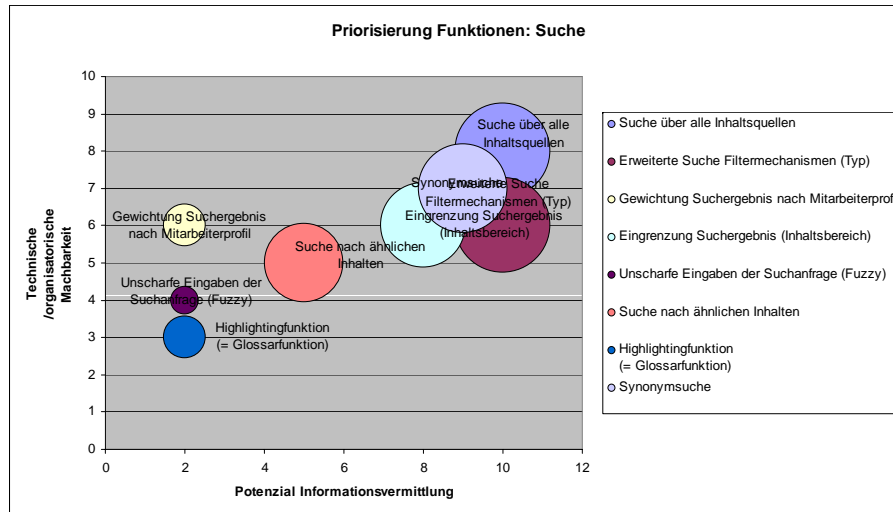 Priorisierung Funktionen: Suche
Technische
/organisatorische
Machbarkeit
10
9
8
7
6
5
4
3
2
1
0
0
2
4
6
8
10
12
Potenzial Informationsvermittlung
Suche über alle
Inhaltsquellen
Synonymsuche
Erweiterte Suche
Filtermechanismen (Typ)
Eingrenzung Suchergebnis
(Inhaltsbereich)
Gewichtung Suchergebnis
nach Mitarbeiterprofil
Suche nach ähnlichen
Inhalten
Unscharfe Eingaben der
Suchanfrage (Fuzzy)
Highlightingfunktion
(= Glossarfunktion)
Suche über alle Inhaltsquellen
Erweiterte Suche Filtermechanismen (Typ)
Gewichtung Suchergebnis nach Mitarbeiterprof
Eingrenzung Suchergebnis (Inhaltsbereich)
Unscharfe Eingaben der Suchanfrage (Fuzzy)
Suche nach ähnlichen Inhalten
Highlightingfunktion
(= Glossarfunktion)
Synonymsuche